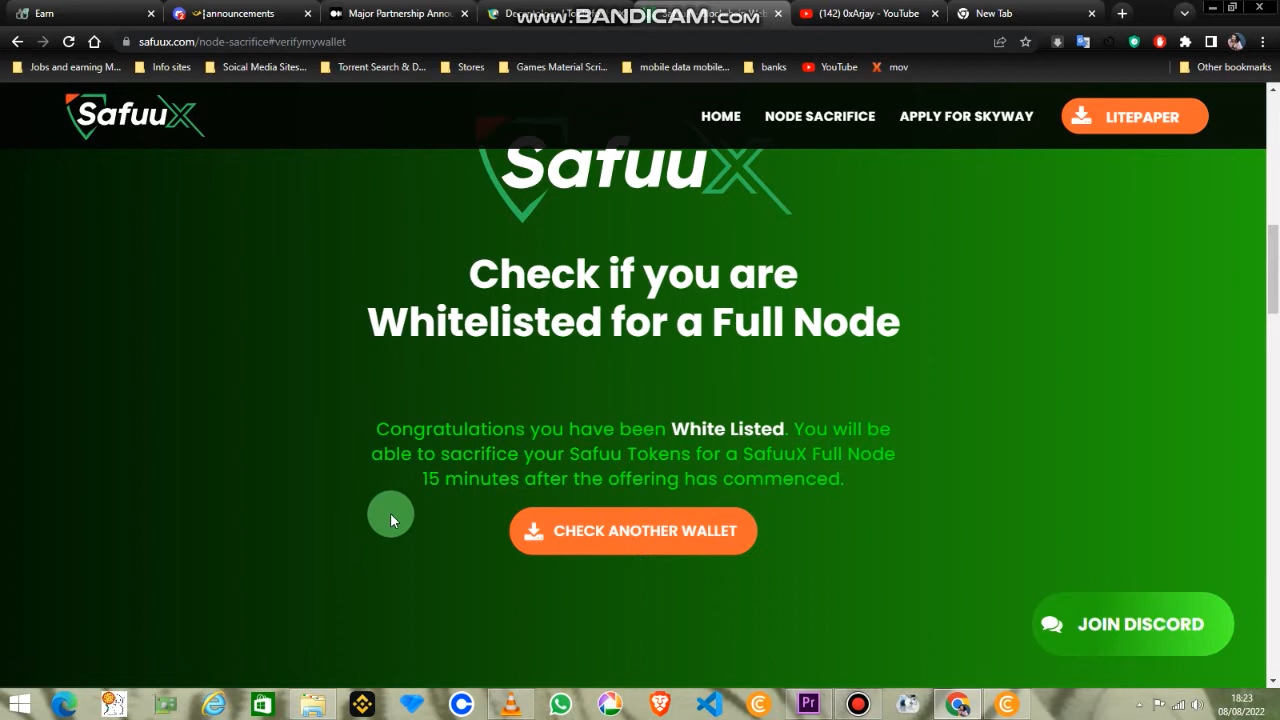 Earn
announcements
Major Partnership Annou
www.BANDICAM.com
(142) 0xArjay - YouTube
New Tab
safuux.com/node-sacrifice#verifymywallet
Jobs and earning M...
Info sites
Soical Media Sites...
Torrent Search & D...
Stores
Games Material Scri...
mobile data mobile...
banks
YouTube
mov
Other bookmarks
SafuuX
HOME
NODE SACRIFICE
APPLY FOR SKYWAY
LITEPAPER
SafuuX
Check if you are
Whitelisted for a Full Node
Congratulations you have been White Listed. You will be
able to sacrifice your Safuu Tokens for a SafuuX Full Node
15 minutes after the offering has commenced.
CHECK ANOTHER WALLET
JOIN DISCORD
Pr
18:23
08/08/2022